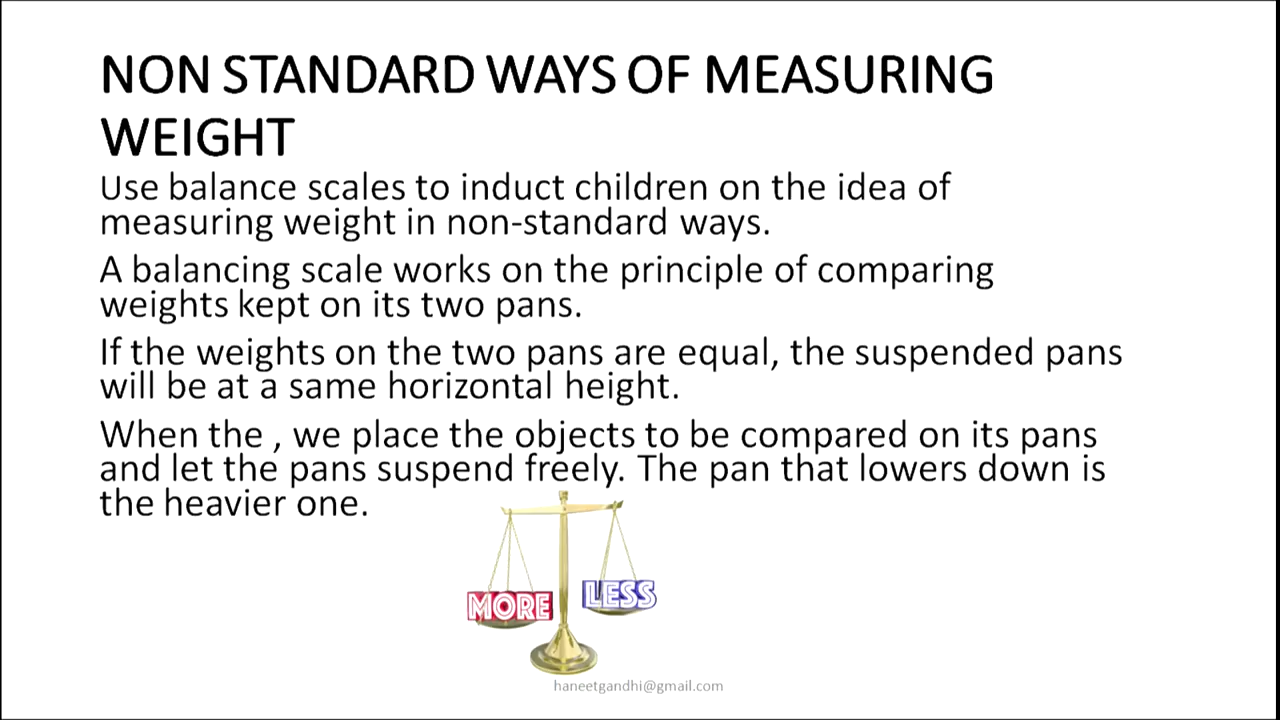 NON STANDARD WAYS OF MEASURING
WEIGHT
Use balance scales to induct children on the idea of
measuring weight in non-standard ways.
A balancing scale works on the principle of comparing
weights kept on its two pans.
If the weights on the two pans are equal, the suspended pans
will be at a same horizontal height.
When the , we place the objects to be compared on its pans
and let the pans suspend freely. The pan that lowers down is
the heavier one.
MORE
LESS
haneetgandhi@gmail.com